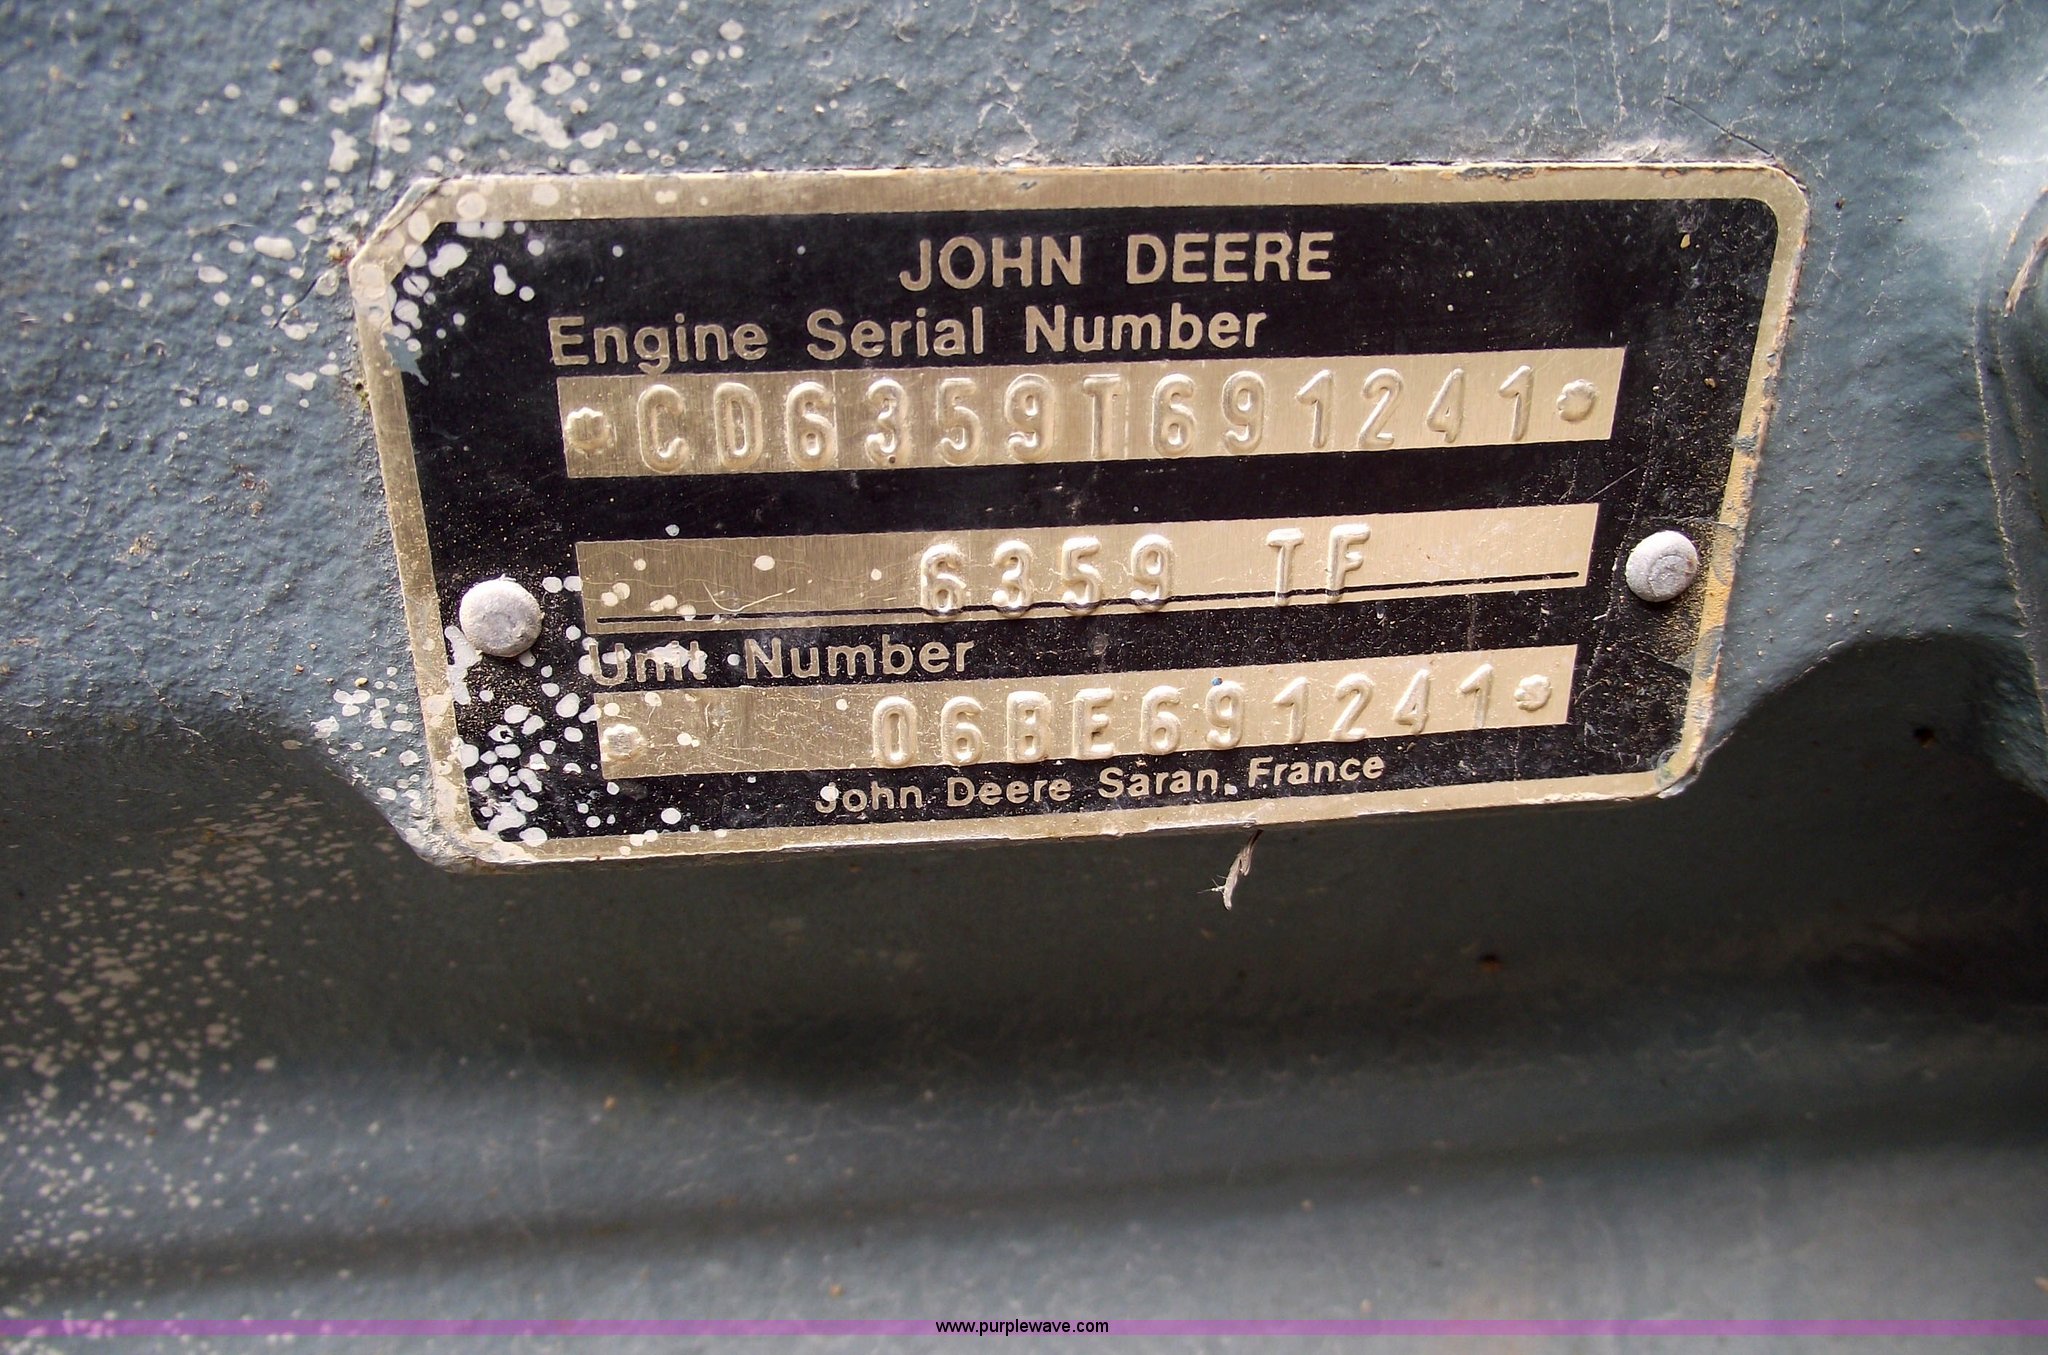 JOHN DEERE
Engine Serial Number
*CD6359T691241*
6359 TF
Unit Number
* 06BE691241*
John Deere Saran, France
www.purplewave.com